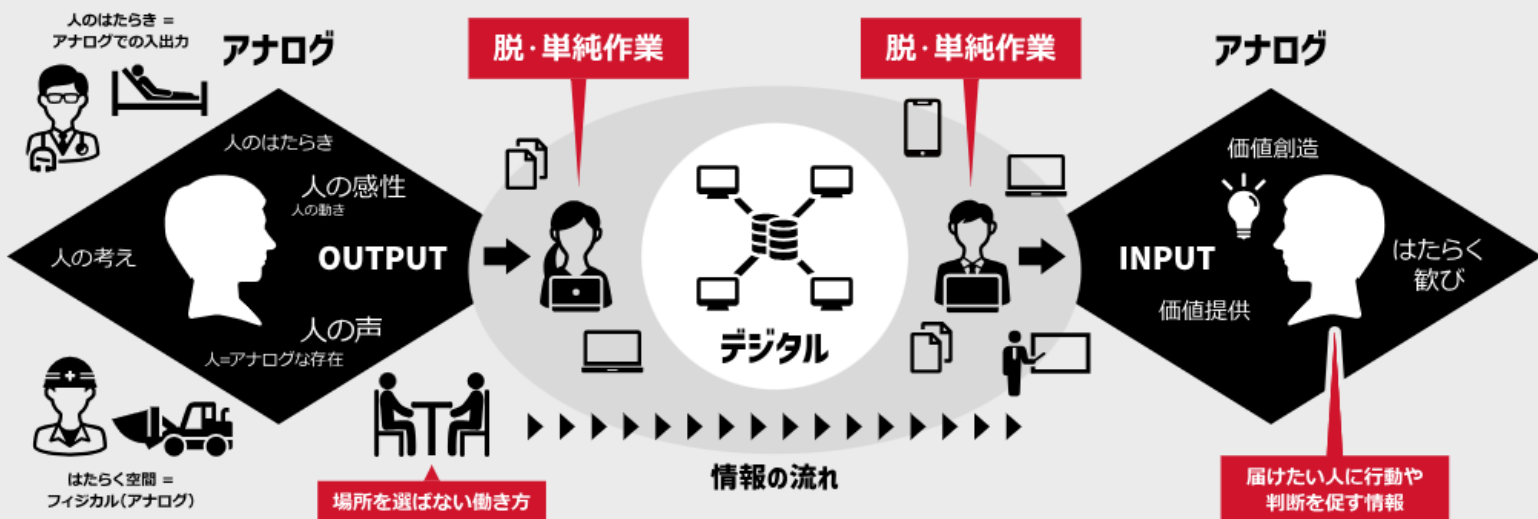 人のはたらき =
アナログでの入出力
アナログ
脱・単純作業
脱・単純作業
アナログ
人のはたらき
人の感性
人の動き
人の考え
OUTPUT
人の声
人=アナログな存在
デジタル
価値創造
INPUT
はたらく
歓び
価値提供
はたらく空間 =
フィジカル(アナログ)
場所を選ばない働き方
情報の流れ
届けたい人に行動や
判断を促す情報